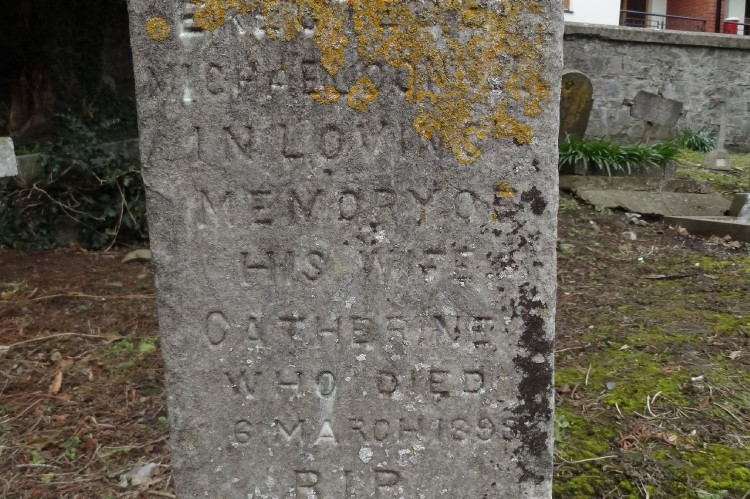 MICHAEL
IN LOVING
MEMORY OF
HIS WIFE
CATHERINE
WHO DIED
6 MARCH
R.I.P.